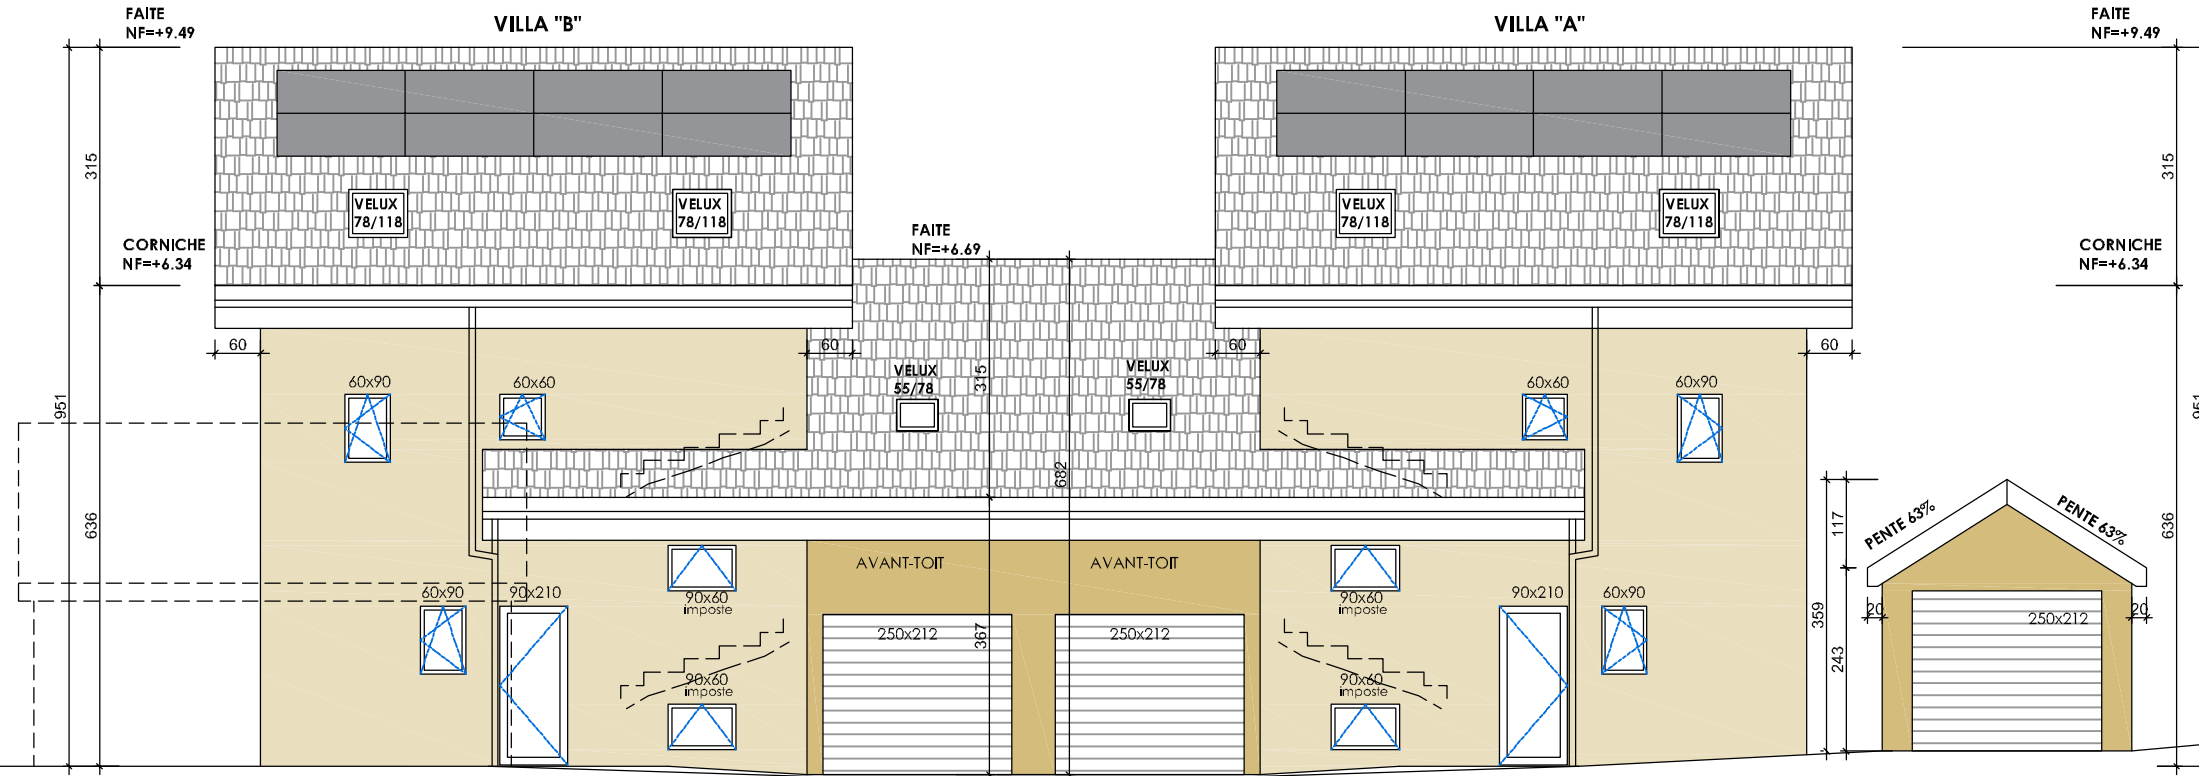 FAITE
NF=+9.49
VILLA "B"
VILLA "A"
FAITE
NF=+9.49
315
315
VELUX
78/118
VELUX
78/118
VELUX
78/118
VELUX
78/118
CORNICHE
NF=+6.34
FAITE
NF=+6.69
CORNICHE
NF=+6.34
60
60
60
60
951
60x90
60x60
VELUX
55/78
315
VELUX
55/78
60x60
60x90
951
682
636
636
PENTE 63%
PENTE 63%
117
AVANT-TOIT
AVANT-TOIT
60x90
90x210
90x60
imposte
90x60
imposte
90x210
60x90
359
20
20
250x212
367
250x212
250x212
243
90x60
imposte
90x60
imposte